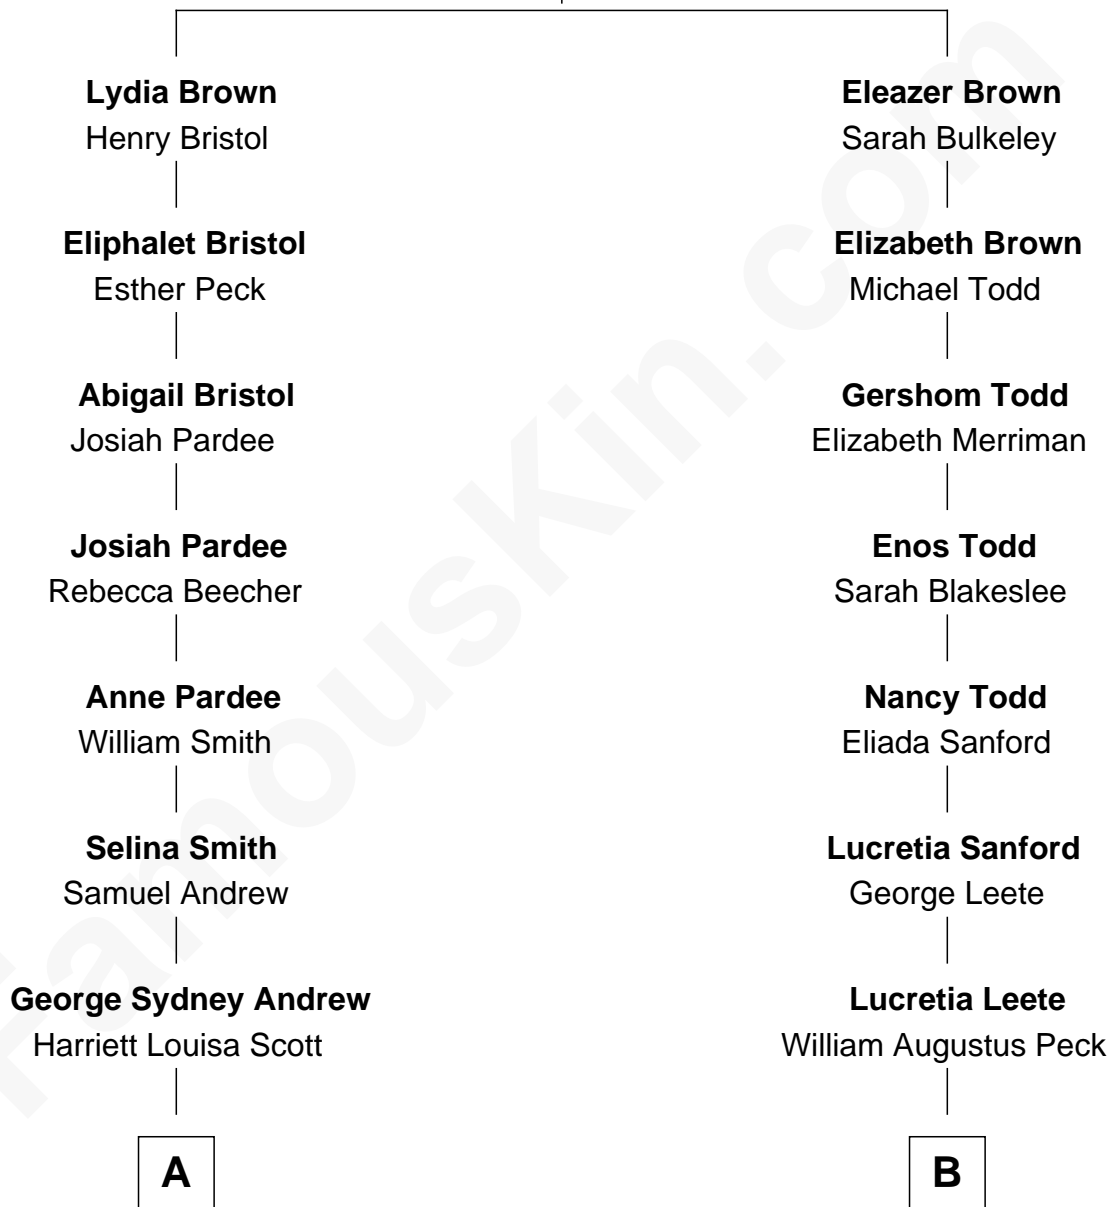 Lydia Brown
Henry Bristol
Eliphalet Bristol
Esther Peck
Abigail Bristol
Josiah Pardee
Josiah Pardee
Rebecca Beecher
Anne Pardee
William Smith
Selina Smith
Samuel Andrew
George Sydney Andrew
Harriett Louisa Scott
A
Eleazer Brown
Sarah Bulkeley
Elizabeth Brown
Michael Todd
Gershom Todd
Elizabeth Merriman
Enos Todd
Sarah Blakeslee
Nancy Todd
Eliada Sanford
Lucretia Sanford
George Leete
Lucretia Leete
William Augustus Peck
B
FamousKin.com